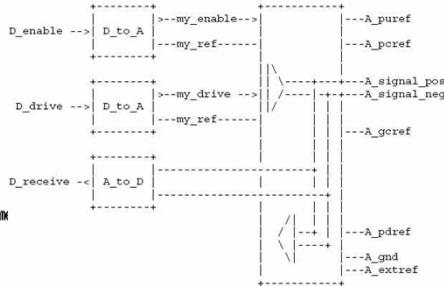 A_puref
D_enable --> D_to_A >---my_enable------>
---my_ref------
A_pcref
A_signal_pos
D_drive --> D_to_A >---my_drive---->
A_signal_neg
---my_ref------
A_gcref
D_receive -< A_to_D
A_pdref
A_gnd
A_extref